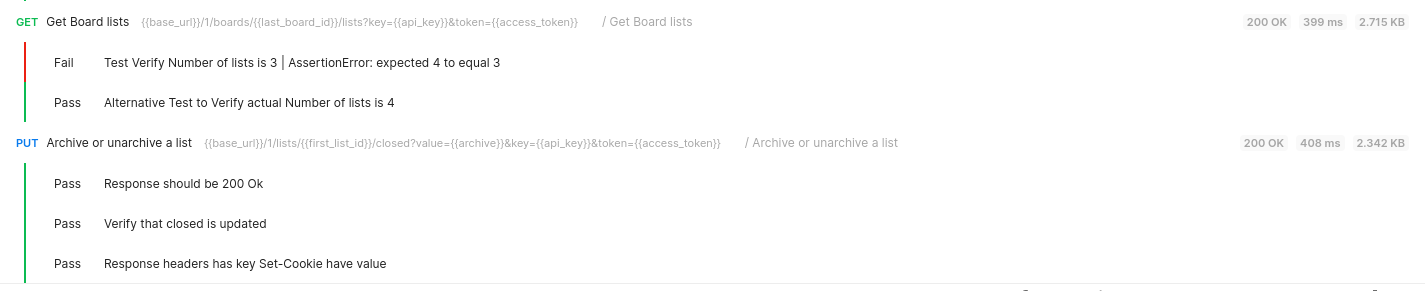 GET Get Board lists {{base_url}}/1/boards/{{last_board_id}}/lists?key={{api_key}}&token={{access_token}} / Get Board lists 200 OK 399 ms 2.715 KB
Fail Test Verify Number of lists is 3 | AssertionError: expected 4 to equal 3
Pass Alternative Test to Verify actual Number of lists is 4
PUT Archive or unarchive a list {{base_url}}/1/lists/{{first_list_id}}/closed?value={{archive}}&key={{api_key}}&token={{access_token}} / Archive or unarchive a list 200 OK 408 ms 2.342 KB
Pass Response should be 200 Ok
Pass Verify that closed is updated
Pass Response headers has key Set-Cookie have value